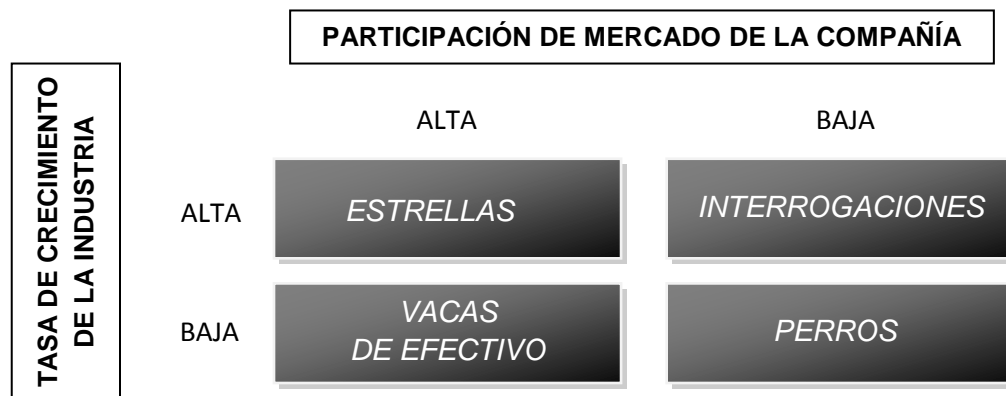 PARTICIPACIÓN DE MERCADO DE LA COMPAÑÍA
TASA DE CRECIMIENTO
DE LA INDUSTRIA
ALTA
BAJA
ALTA
ESTRELLAS
INTERROGACIONES
BAJA
VACAS
DE EFECTIVO
PERROS